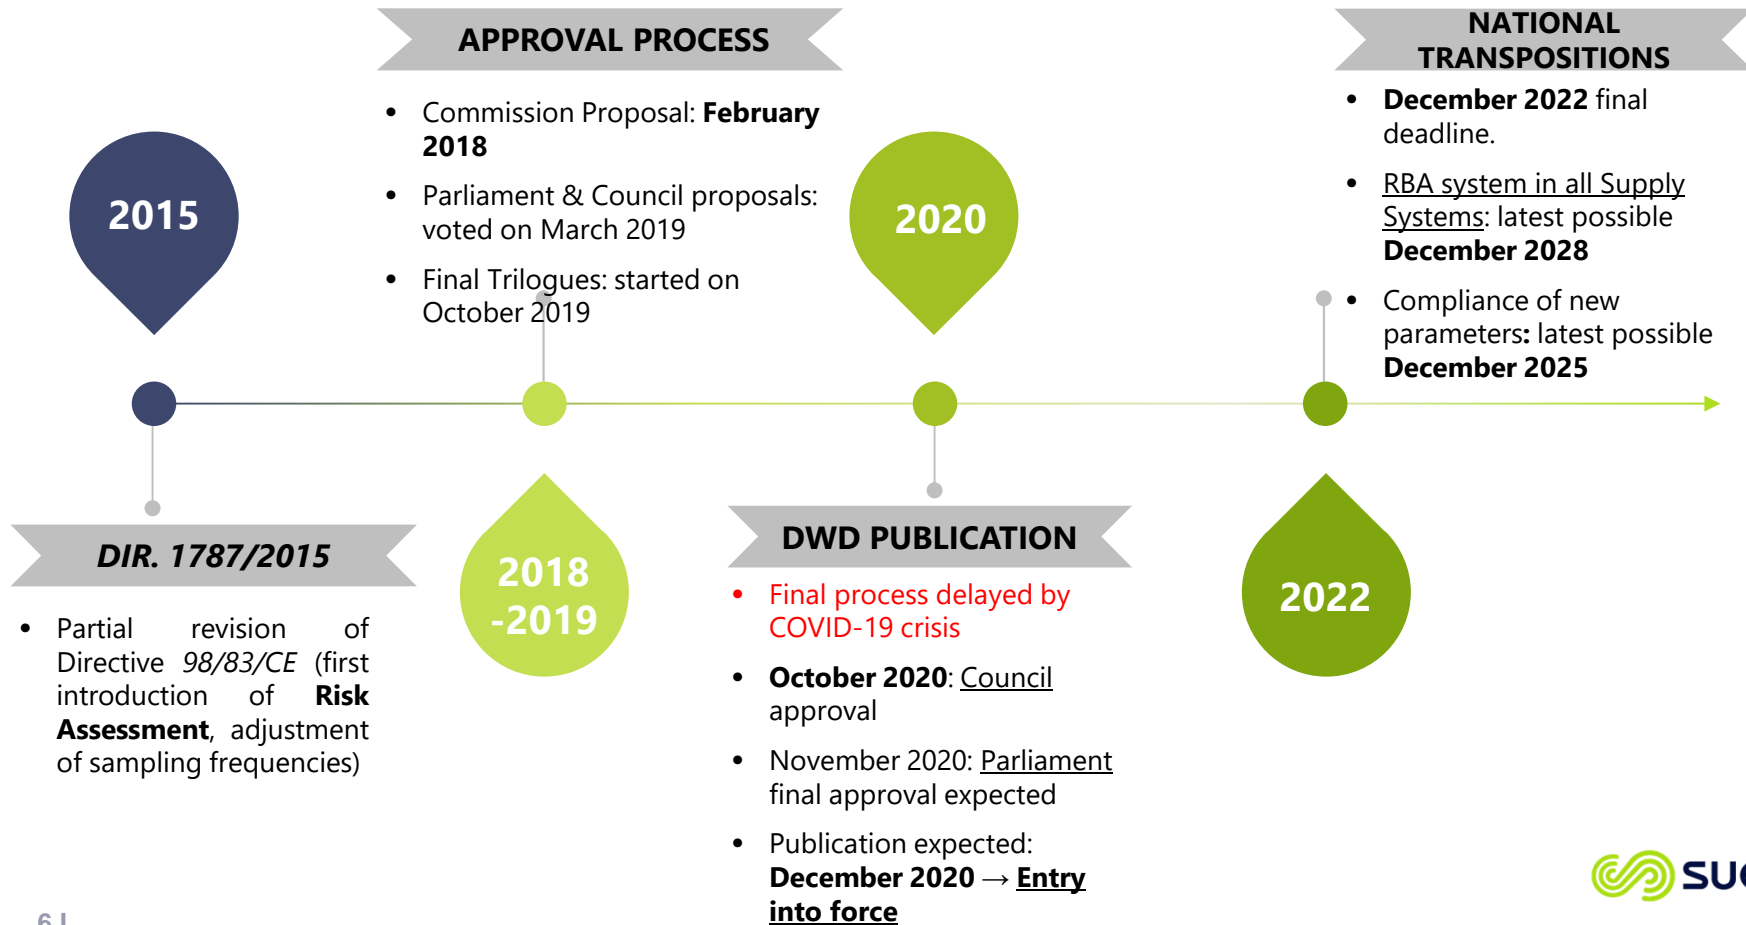 APPROVAL PROCESS
• Commission Proposal: February
2018
• Parliament & Council proposals:
voted on March 2019
• Final Trilogues: started on
October 2019
NATIONAL
TRANSPOSITIONS
• December 2022 final
deadline.
• RBA system in all Supply
Systems: latest possible
December 2028
• Compliance of new
parameters: latest possible
December 2025
2015
2020
DIR. 1787/2015
• Partial revision of
Directive 98/83/CE (first
introduction of Risk
Assessment, adjustment
of sampling frequencies)
2018
-2019
DWD PUBLICATION
• Final process delayed by
COVID-19 crisis
• October 2020: Council
approval
• November 2020: Parliament
final approval expected
• Publication expected:
December 2020 → Entry
into force
2022